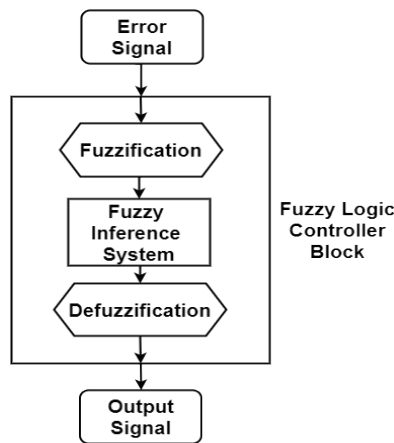 Error
Signal
Fuzzification
Fuzzy
Inference
System
Fuzzy Logic
Controller
Block
Defuzzification
Output
Signal